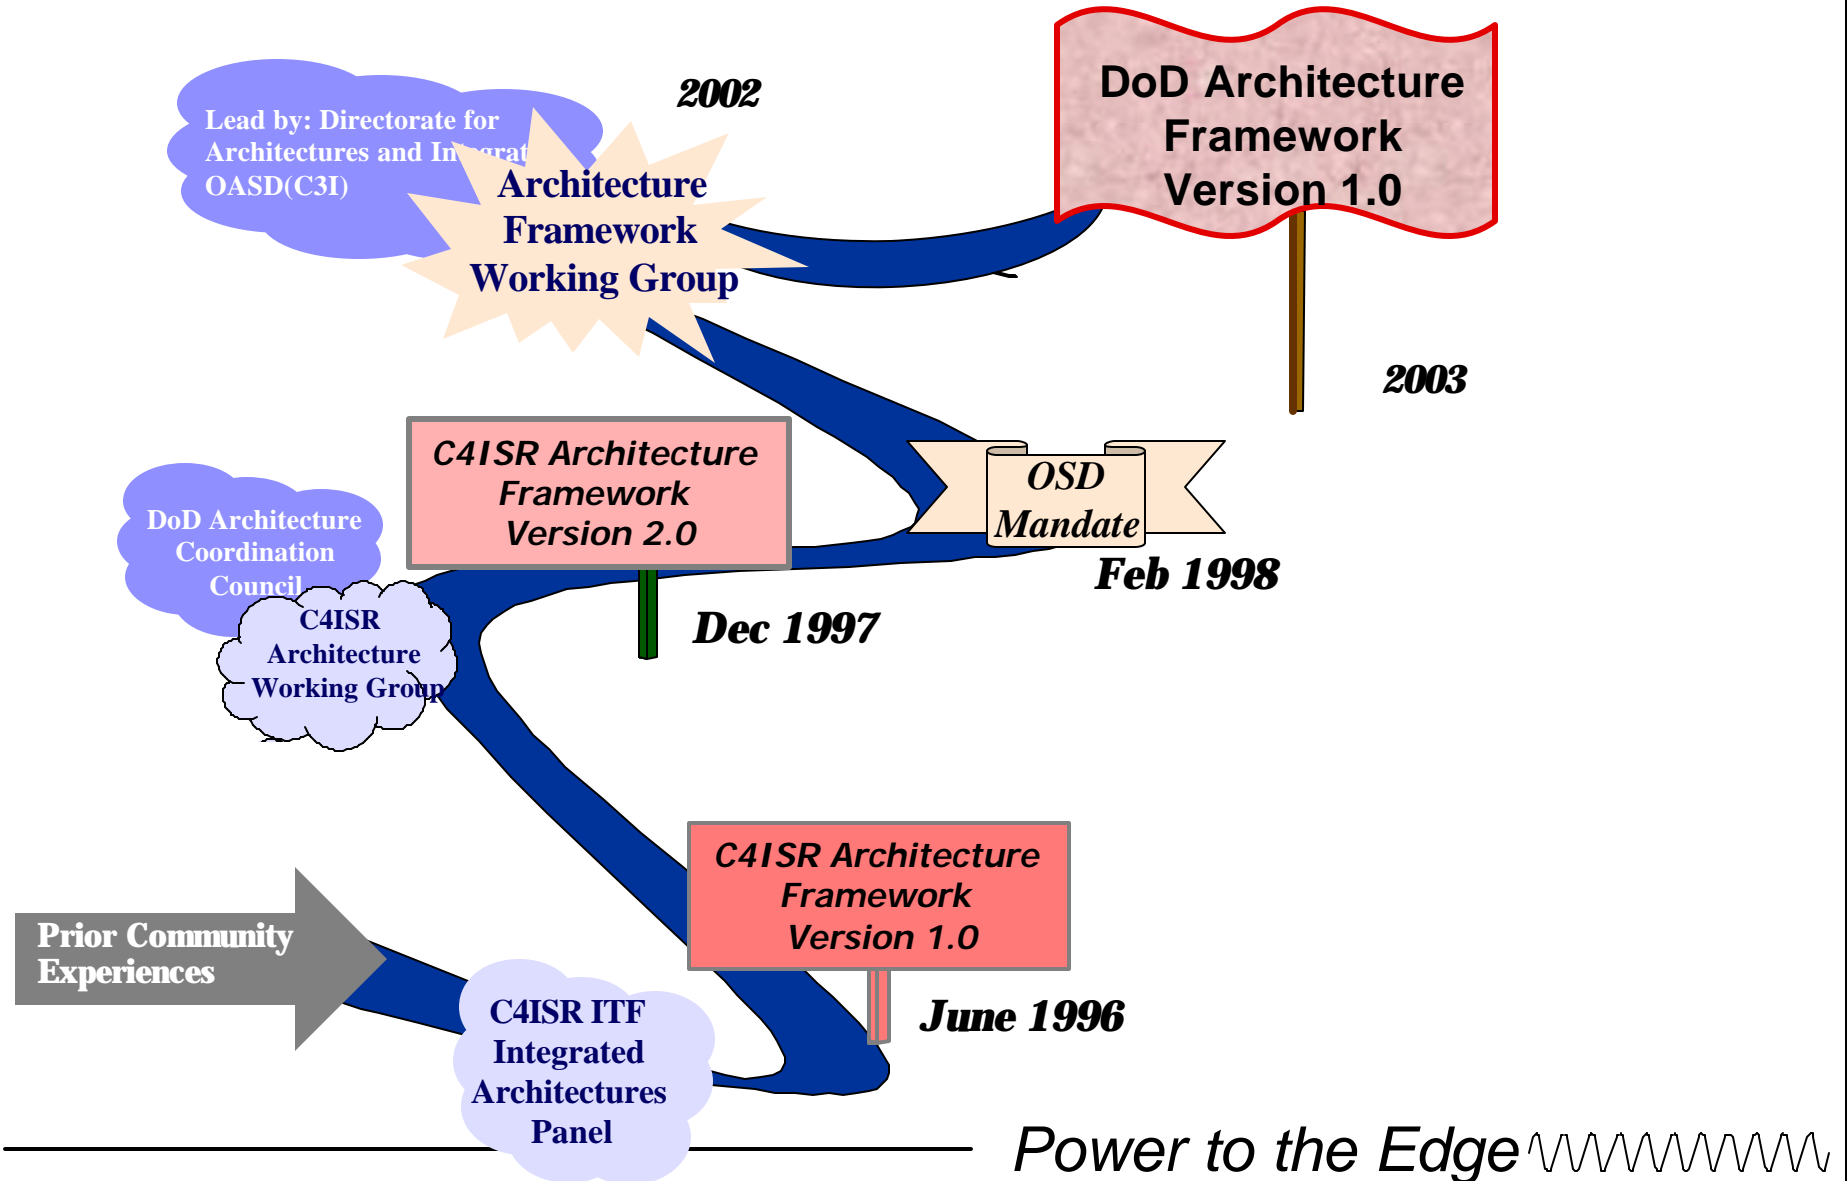 2002
DoD Architecture
Framework
Version 1.0
Lead by: Directorate for
Architectures and Integrat
OASD(C3I)
Architecture
Framework
Working Group
2003
C4ISR Architecture
Framework
Version 2.0
OSD
Mandate
Feb 1998
DoD Architecture
Coordination
Council
C4ISR
Architecture
Working Group
Dec 1997
C4ISR Architecture
Framework
Version 1.0
Prior Community
Experiences
June 1996
C4ISR ITF
Integrated
Architectures
Panel
Power to the Edge